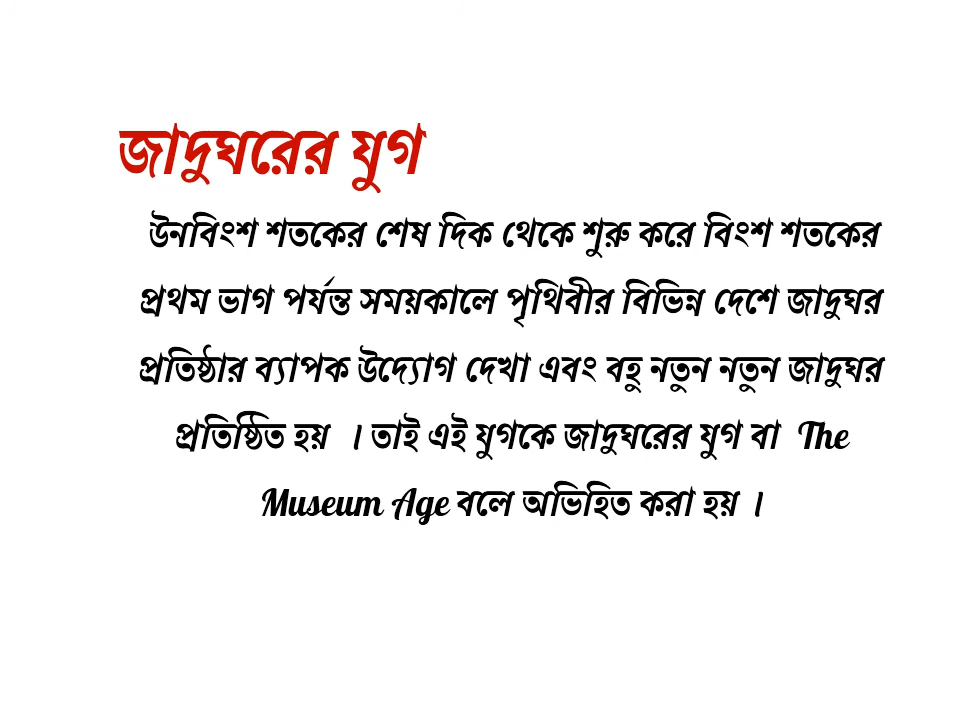 জাদুঘরের যুগ
উনবিংশ শতকের শেষ দিক থেকে শুরু করে বিংশ শতকের
প্রথম ভাগ পর্যন্ত সময়কালে পৃথিবীর বিভিন্ন দেশে জাদুঘর
প্রতিষ্ঠার ব্যাপক উদ্যোগ দেখা এবং বহু নতুন নতুন জাদুঘর
প্রতিষ্ঠিত হয় । তাই এই যুগকে জাদুঘরের যুগ বা The
Museum Age বলে অভিহিত করা হয় ।